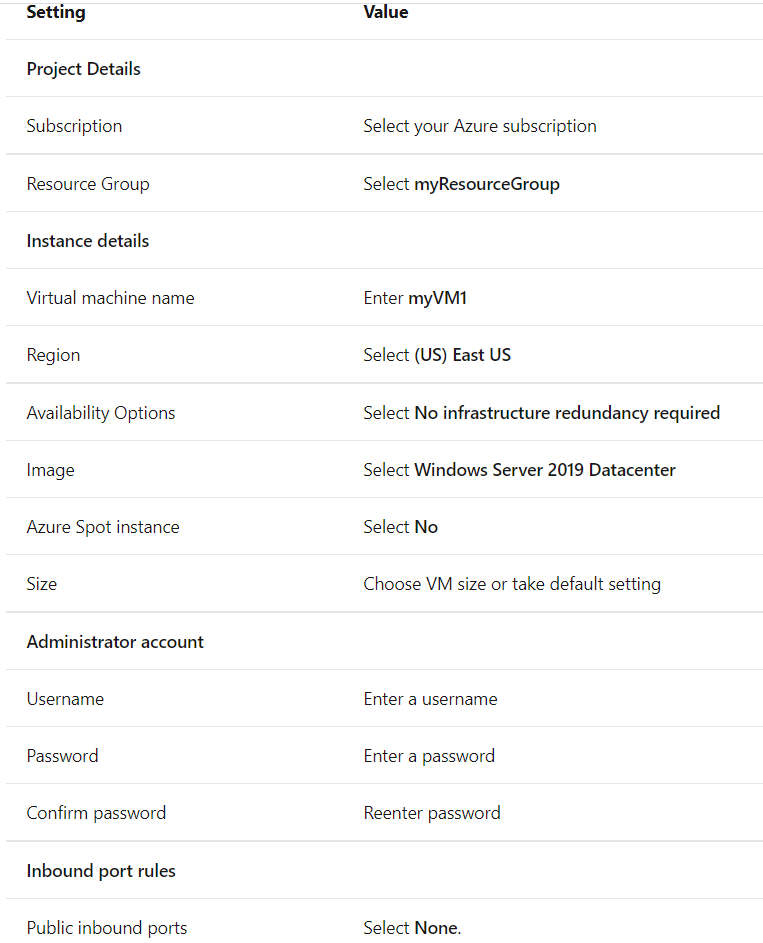 Setting Value
Project Details
Subscription Select your Azure subscription
Resource Group Select myResourceGroup
Instance details
Virtual machine name Enter myVM1
Region Select (US) East US
Availability Options Select No infrastructure redundancy required
Image Select Windows Server 2019 Datacenter
Azure Spot instance Select No
Size Choose VM size or take default setting
Administrator account
Username Enter a username
Password Enter a password
Confirm password Reenter password
Inbound port rules
Public inbound ports Select None.